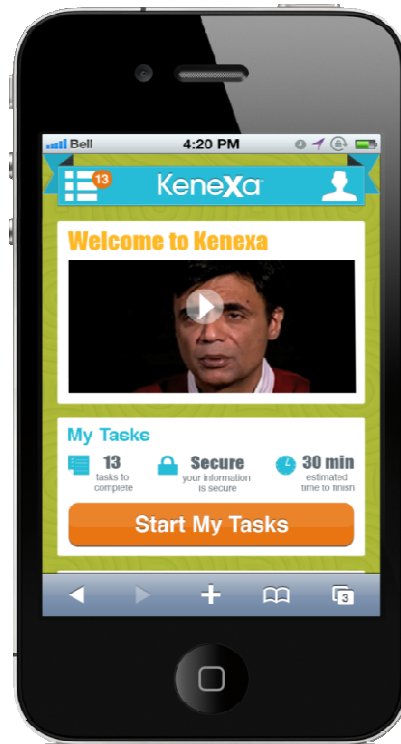 Bell 4:20 PM
13
Kenexa
Welcome to Kenexa
My Tasks
13 Secure 30 min
tasks to your information estimated
complete is secure time to finish
Start My Tasks
3